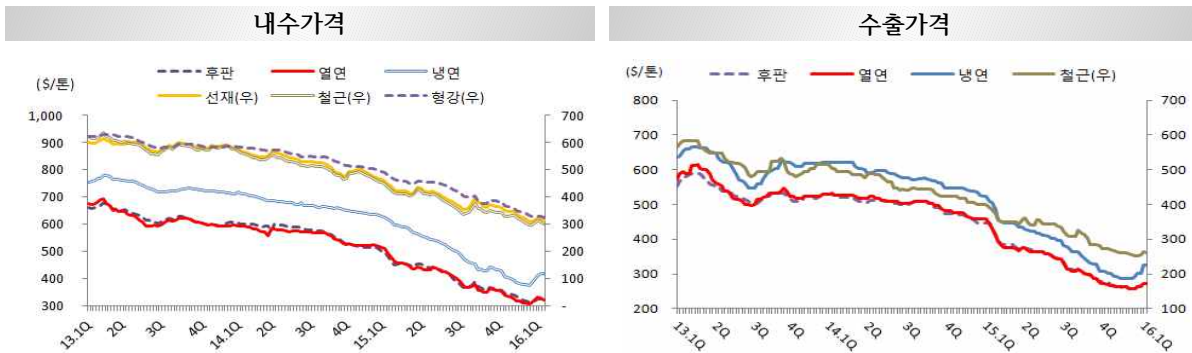 내수가격
($/톤)
후판 열연 냉연
선재(우) 철근(우) 형강(우)
1,000 700
900 600
800 500
700 400
600 300
500 200
400 100
300 -
13.1Q 2Q 3Q 4Q 14.1Q 2Q 3Q 4Q 15.1Q 2Q 3Q 4Q 16.1Q
수출가격
($/톤)
후판 열연 냉연 철근(우)
800 700
700 600
600 500
500 400
400 300
300 200
200 100
13.1Q 2Q 3Q 4Q 14.1Q 2Q 3Q 4Q 15.1Q 2Q 3Q 4Q 16.1Q